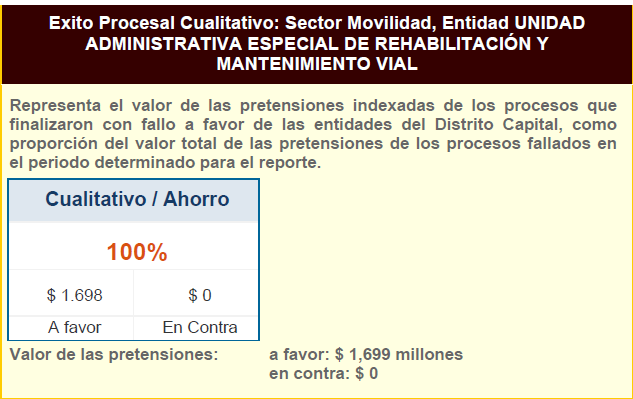 Exito Procesal Cualitativo: Sector Movilidad, Entidad UNIDAD
ADMINISTRATIVA ESPECIAL DE REHABILITACIÓN Y
MANTENIMIENTO VIAL
Representa el valor de las pretensiones indexadas de los procesos que
finalizaron con fallo a favor de las entidades del Distrito Capital, como
proporción del valor total de las pretensiones de los procesos fallados en
el periodo determinado para el reporte.
Cualitativo / Ahorro
100%
$ 1.698 $ 0
A favor En Contra
Valor de las pretensiones: a favor: $ 1,699 millones
en contra: $ 0